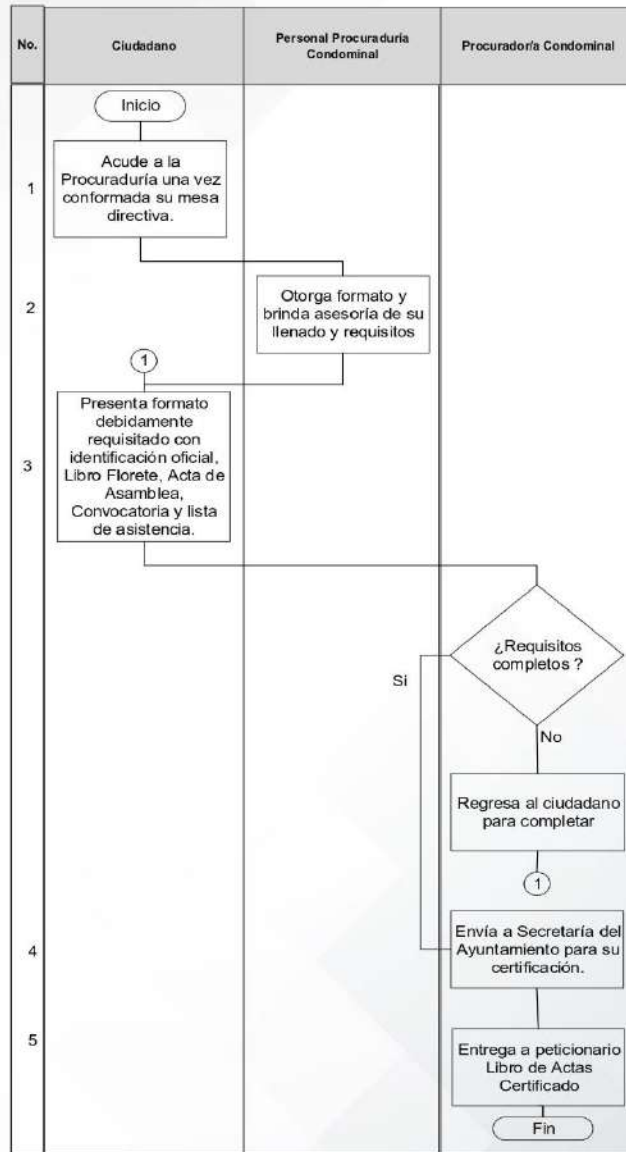 No.
Ciudadano
Personal Procuraduría
Condominal
Procurador/a Condominal
Inicio
1
Acude a la
Procuraduría una vez
conformada su mesa
directiva.
2
Otorga formato y
brinda asesoría de su
llenado y requisitos
1
3
Presenta formato
debidamente
requisitado con
identificación oficial,
Libro Florete, Acta de
Asamblea,
Convocatoria y lista
de asistencia.
¿Requisitos
completos ?
Sí
No
Regresa al ciudadano
para completar
1
4
Envía a Secretaría del
Ayuntamiento para su
certificación.
5
Entrega a peticionario
Libro de Actas
Certificado
Fin